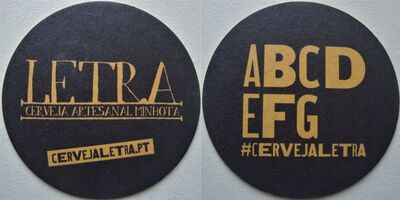 LETRA
CERVEJA ARTESANAL MINHOTA
CERVEJALETRA.PT
ABCD
EFG
#CERVEJALETRA